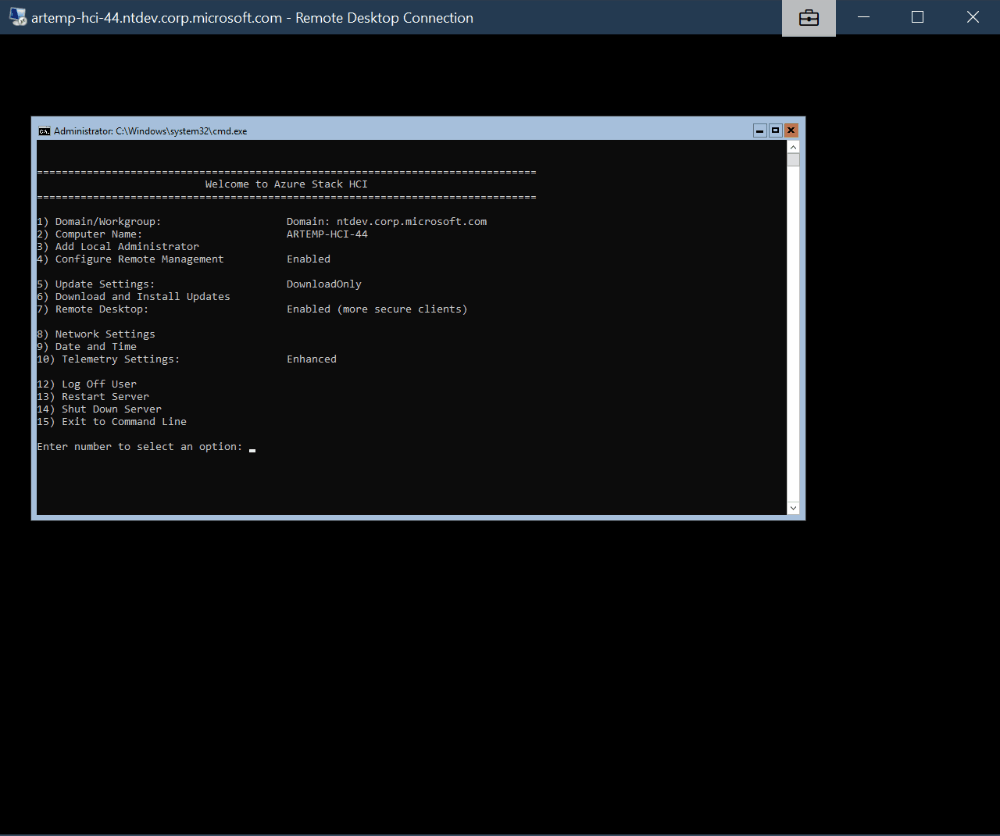 artemp-hci-44.ntdev.corp.microsoft.com - Remote Desktop Connection
Administrator: C:\Windows\system32\cmd.exe
================================================================================
Welcome to Azure Stack HCI
================================================================================
1) Domain/Workgroup: Domain: ntdev.corp.microsoft.com
2) Computer Name: ARTEMP-HCI-44
3) Add Local Administrator
4) Configure Remote Management Enabled
5) Update Settings: DownloadOnly
6) Download and Install Updates
7) Remote Desktop: Enabled (more secure clients)
8) Network Settings
9) Date and Time
10) Telemetry Settings: Enhanced
12) Log Off User
13) Restart Server
14) Shut Down Server
15) Exit to Command Line
Enter number to select an option: